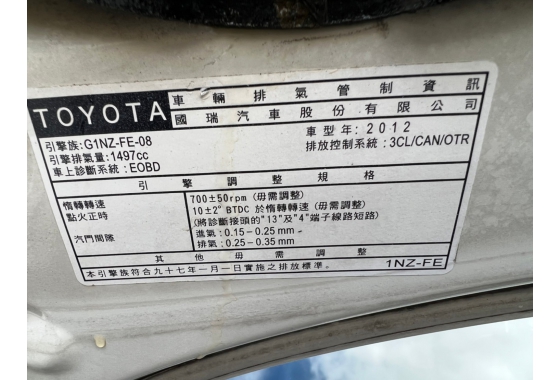 TOYOTA 車輛排氣管制資訊
國瑞汽車股份有限公司
引擎族:G1NZ-FE-08 車型年:2012
引擎排氣量:1497cc 排放控制系統:3CL/CAN/OTR
車上診斷系統:EOBD
引擎調整規格
惰轉轉速 700±50rpm (毋需調整)
點火正時 10±2° BTDC 於惰轉轉速 (毋需調整)
(將診斷接頭的"13"及"4"端子線路短路)
汽門間隙 進氣:0.15-0.25 mm
排氣:0.25-0.35 mm
其他毋需調整
本引擎族符合九十七年一月一日實施之排放標準。 1NZ-FE